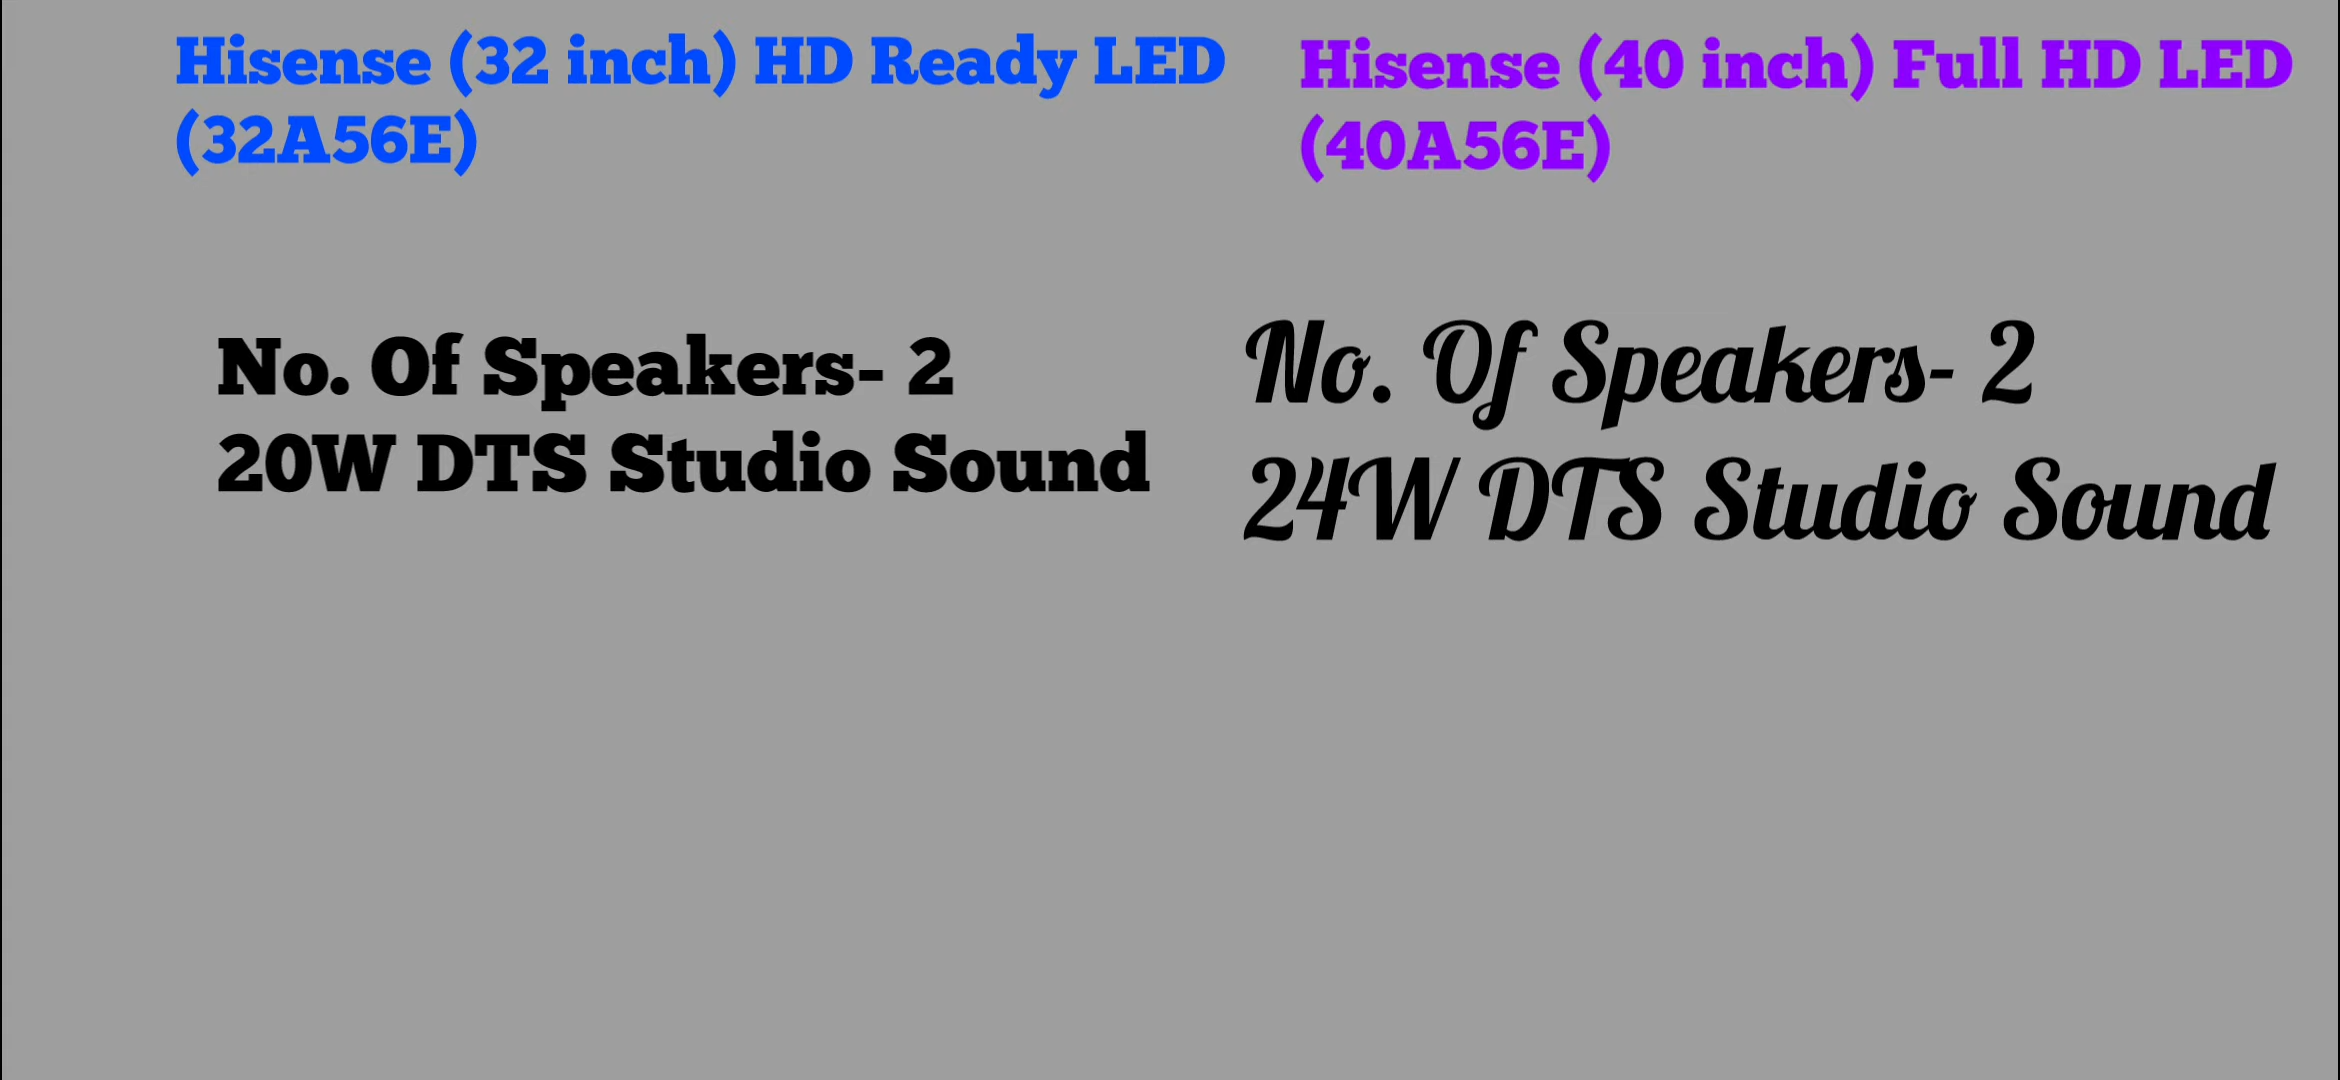 Hisense (32 inch) HD Ready LED
(32A56E)
Hisense (40 inch) Full HD LED
(40A56E)
No. Of Speakers- 2
20W DTS Studio Sound
No. Of Speakers- 2
24W DTS Studio Sound